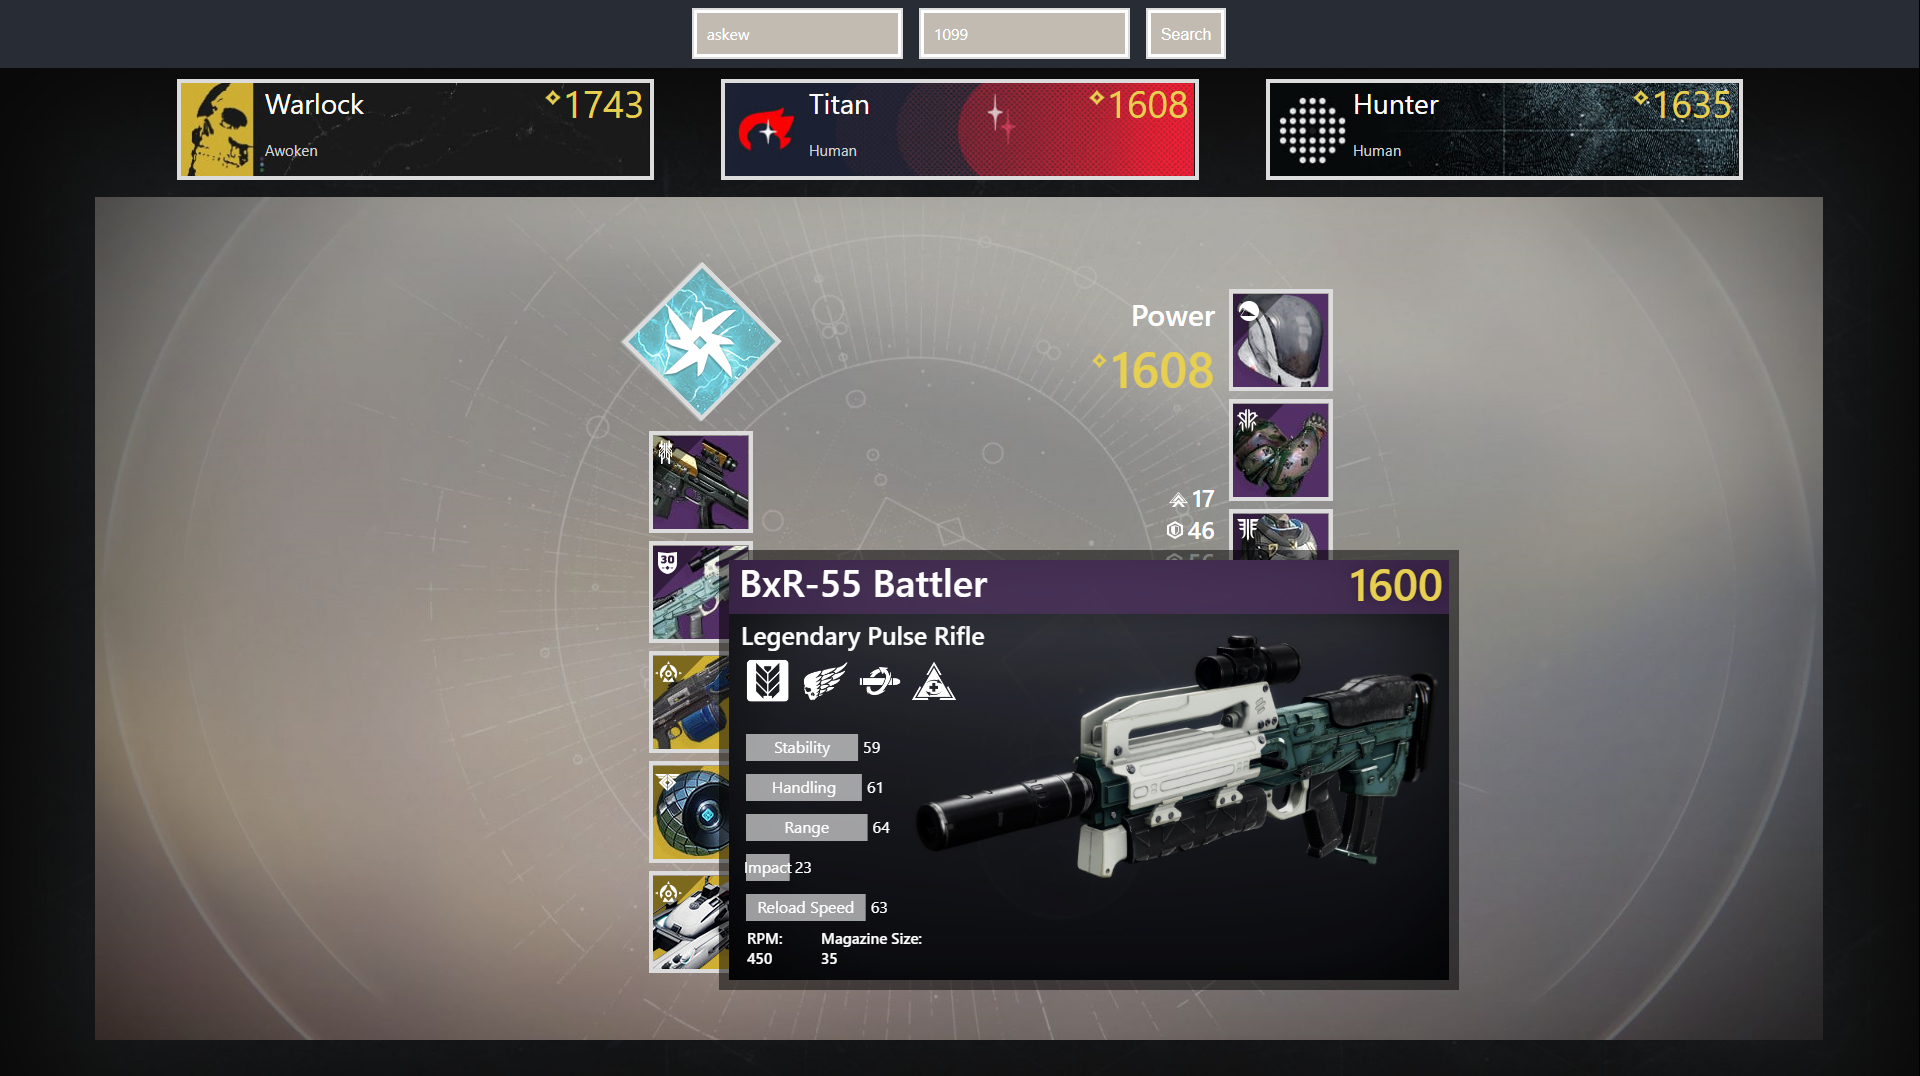 askew
1099
Search
Warlock
1743
Awoken
Titan
1608
Human
Hunter
1635
Human
Power
1608
17
46
30
BxR-55 Battler
1600
Legendary Pulse Rifle
Stability 59
Handling 61
Range 64
Impact 23
Reload Speed 63
RPM: Magazine Size:
450 35